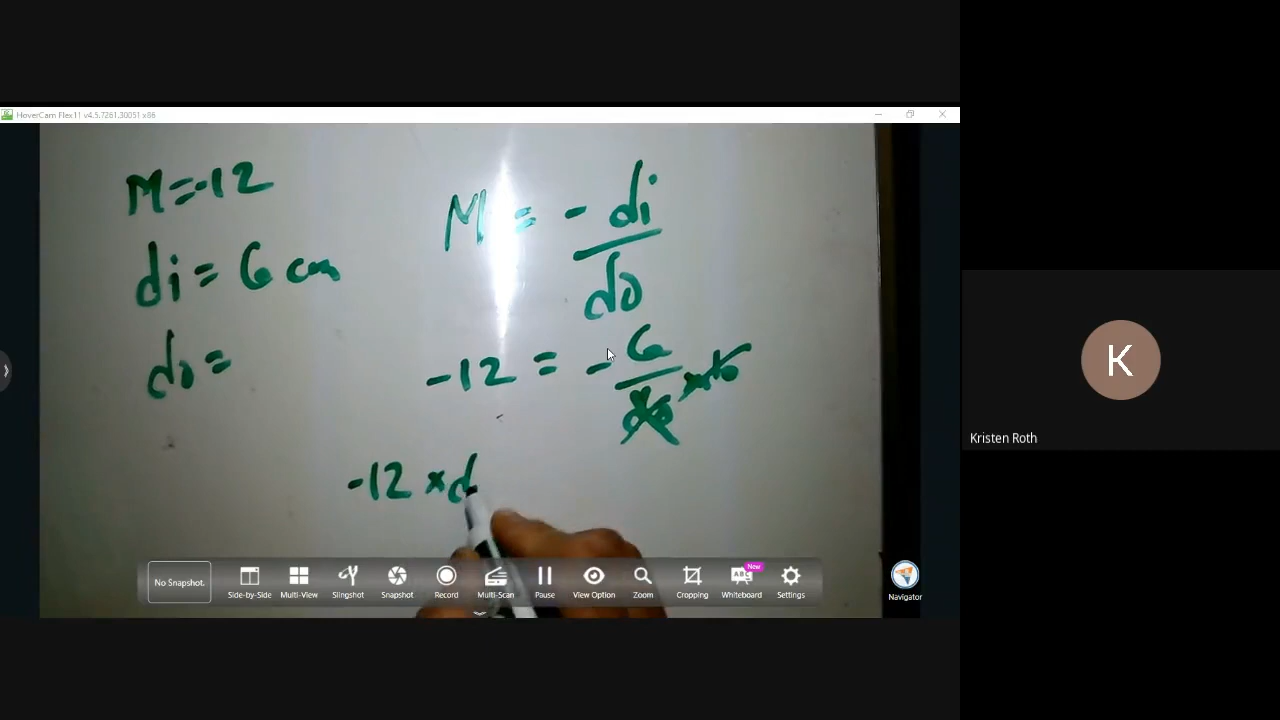 HoverCam Flex11 v4.5.7261.30051 x86
M=-12
di = 6 cm
do =
M = - di
do
-12 = - 6
do × do
-12 × d
No Snapshot.
Side-by-Side
Multi-View
Slingshot
Snapshot
Record
Multi-Scan
Pause
View Option
Zoom
Cropping
New
ABC
Whiteboard
Settings
Navigator
K
Kristen Roth